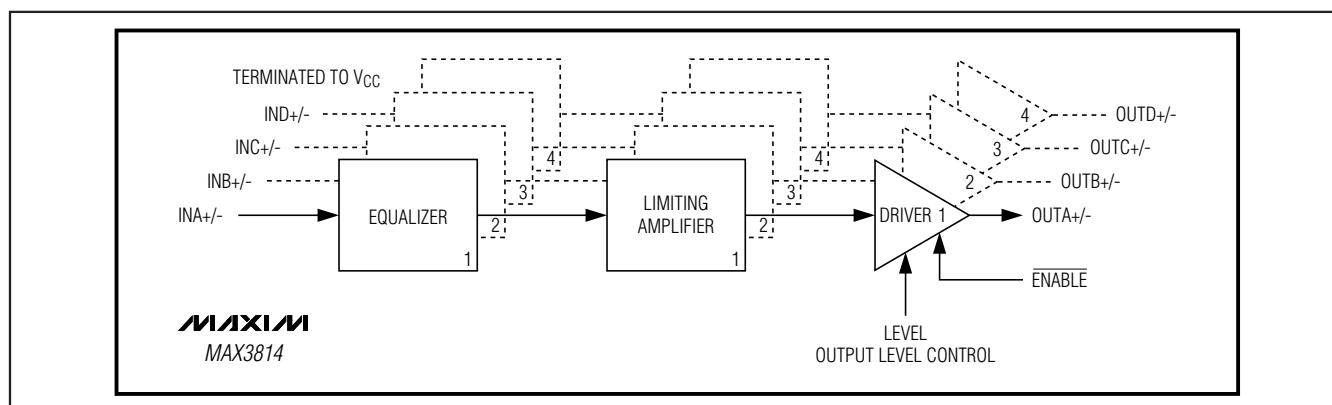 TERMINATED TO VCC
IND+/-
INC+/-
INB+/-
INA+/-
EQUALIZER
1
2
3
4
LIMITING
AMPLIFIER
1
2
3
4
DRIVER 1
2
3
4
OUTD+/-
OUTC+/-
OUTB+/-
OUTA+/-
ENABLE
LEVEL
OUTPUT LEVEL CONTROL
MAXIM
MAX3814